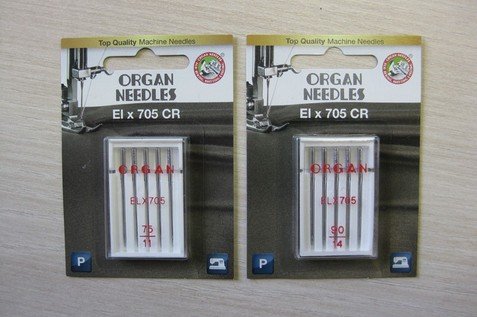 Top Quality Machine Needles
ORGAN
NEEDLES
El x 705 CR
ORGAN
ELX705
75
11
P
Top Quality Machine Needles
ORGAN
NEEDLES
El x 705 CR
ORGAN
ELX705
90
14
P